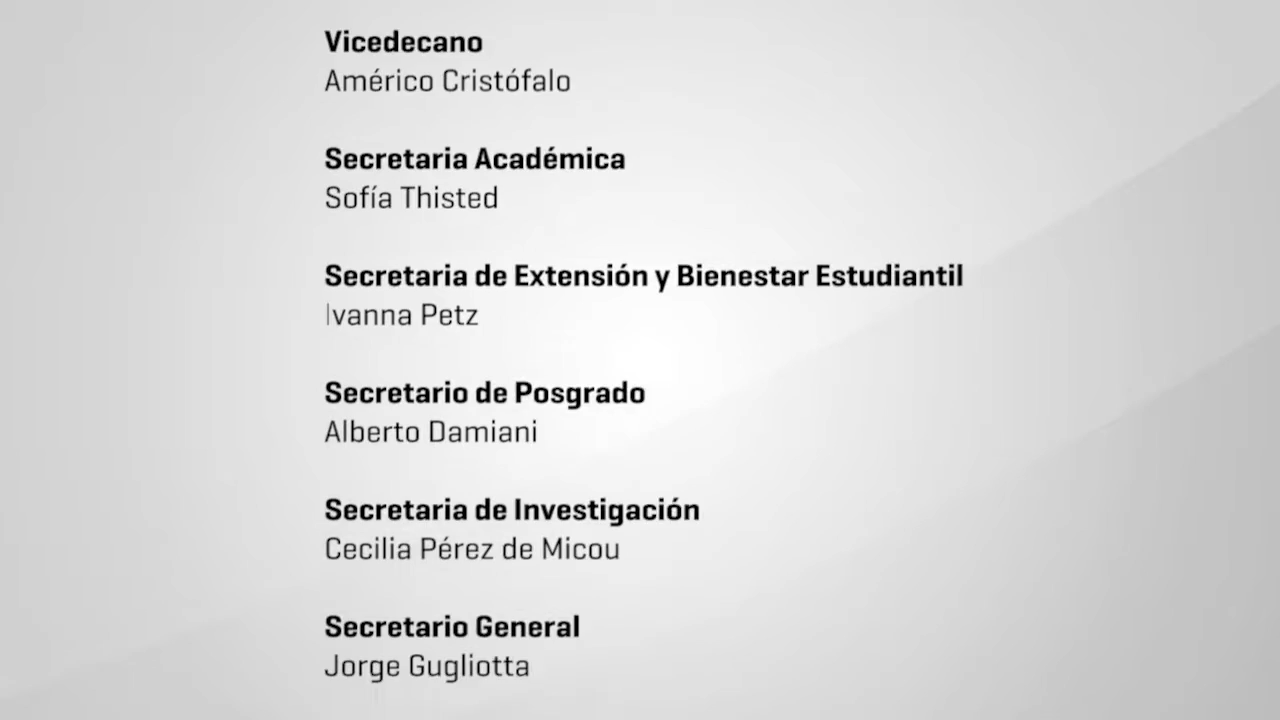 Vicedecano
Américo Cristófalo
Secretaria Académica
Sofía Thisted
Secretaria de Extensión y Bienestar Estudiantil
Ivanna Petz
Secretario de Posgrado
Alberto Damiani
Secretaria de Investigación
Cecilia Pérez de Micou
Secretario General
Jorge Gugliotta